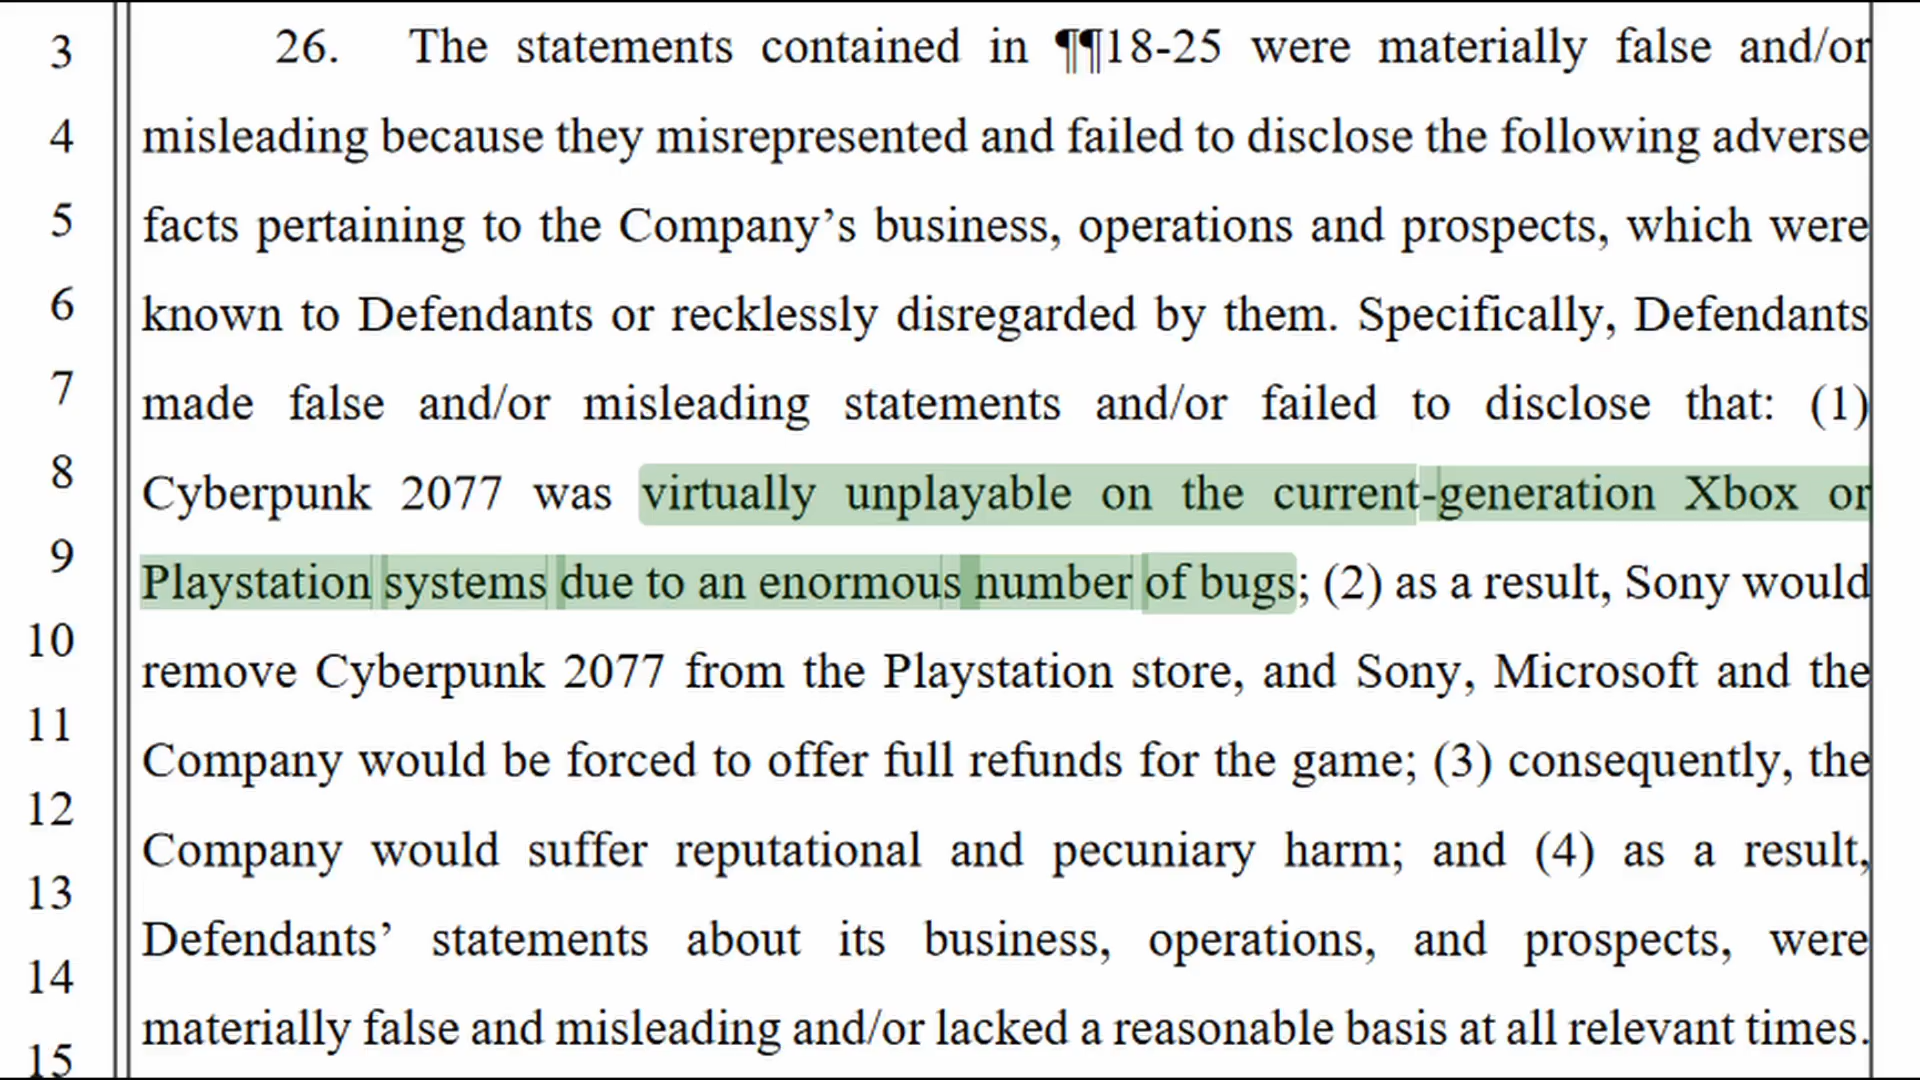 3 26. The statements contained in ¶¶18-25 were materially false and/or
4 misleading because they misrepresented and failed to disclose the following adverse
5 facts pertaining to the Company’s business, operations and prospects, which were
6 known to Defendants or recklessly disregarded by them. Specifically, Defendants
7 made false and/or misleading statements and/or failed to disclose that: (1)
8 Cyberpunk 2077 was virtually unplayable on the current-generation Xbox or
9 Playstation systems due to an enormous number of bugs; (2) as a result, Sony would
10 remove Cyberpunk 2077 from the Playstation store, and Sony, Microsoft and the
11 Company would be forced to offer full refunds for the game; (3) consequently, the
12 Company would suffer reputational and pecuniary harm; and (4) as a result,
13 Defendants’ statements about its business, operations, and prospects, were
14 materially false and misleading and/or lacked a reasonable basis at all relevant times.
15